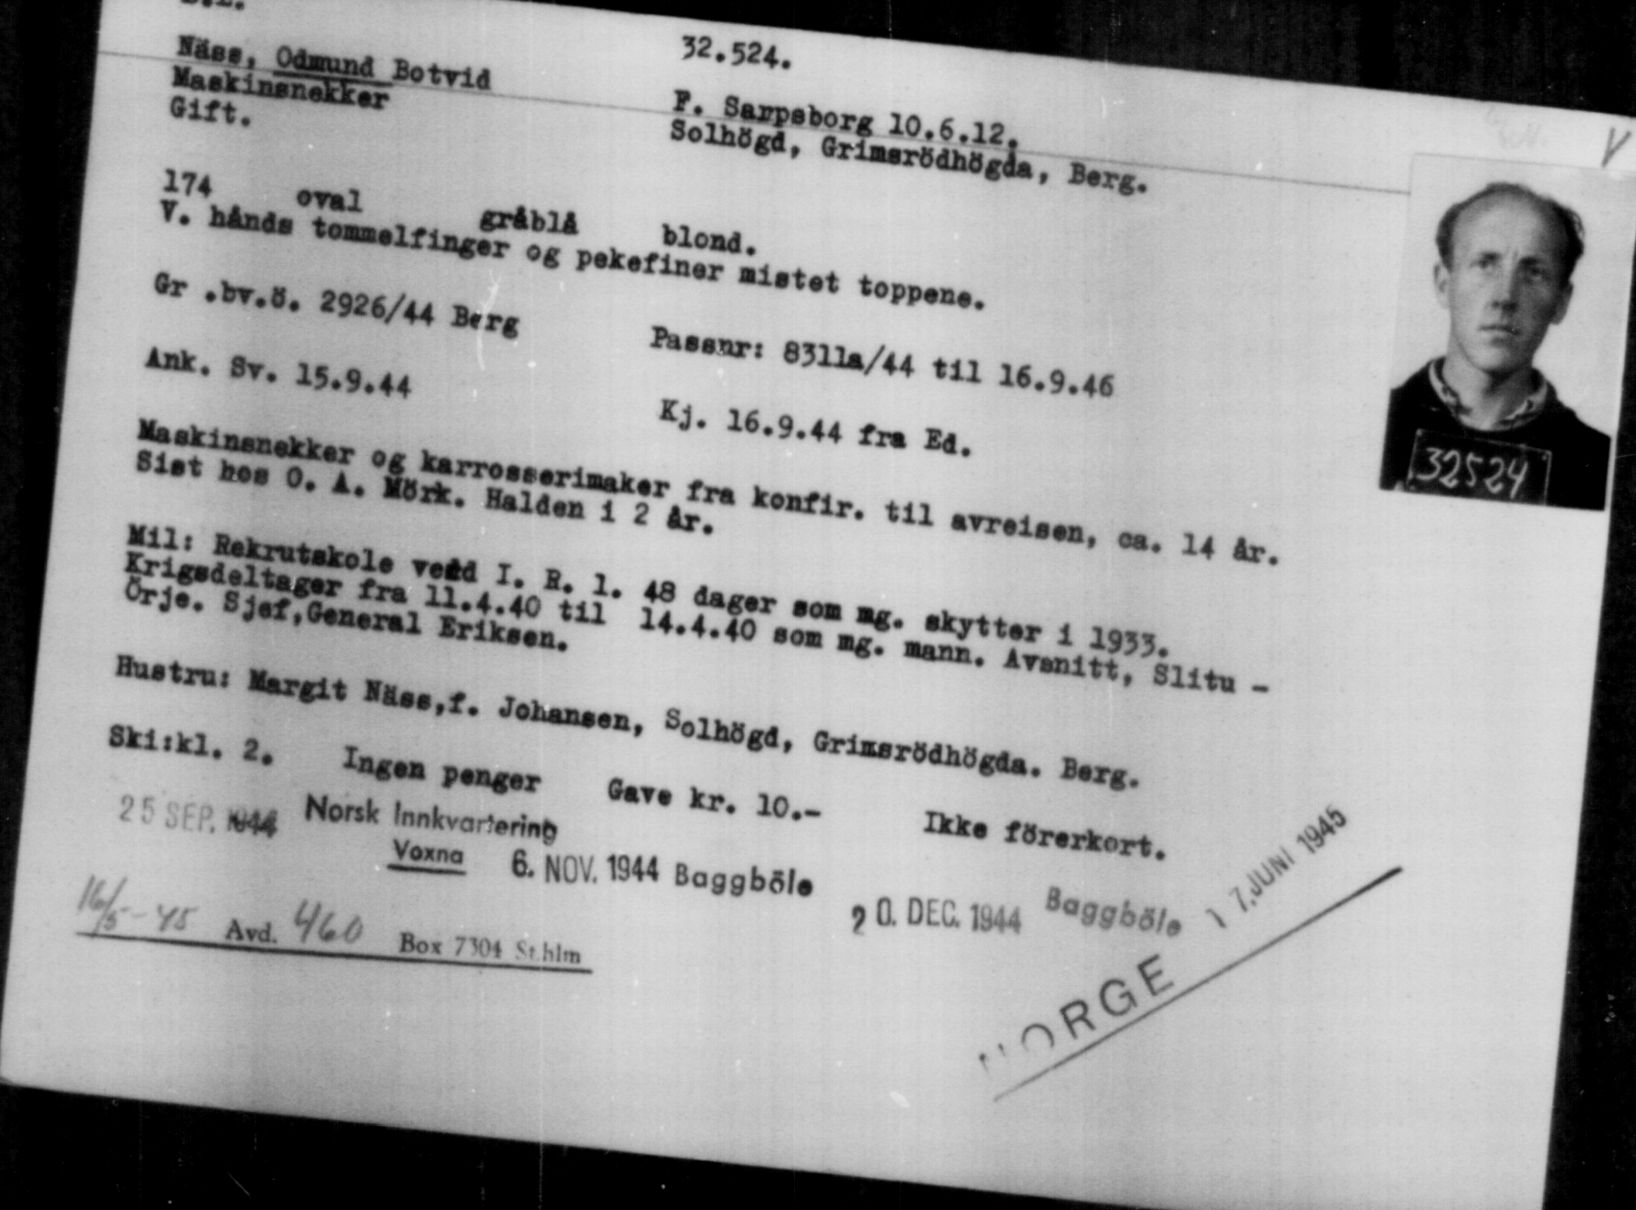 32.524.
Näss, Odmund Botvid
Maskinsnekker
Gift.
F. Sarpsborg 10.6.12.
Solhögd, Grimsrödhögda, Berg.
174 oval gråblå blond.
V. hånds tommelfinger og pekefiner mistet toppene.
Gr .bv.ö. 2926/44 Berg Passnr: 8311a/44 til 16.9.46
Ank. Sv. 15.9.44 Kj. 16.9.44 fra Ed.
Maskinsnekker og karrosserimaker fra konfir. til avreisen, ca. 14 år.
Sist hos O. A. Mörk. Halden i 2 år.
Mil: Rekrutskole vedd I. R. 1. 48 dager som mg. skytter i 1933.
Krigsdeltager fra 11.4.40 til 14.4.40 som mg. mann. Avsnitt, Slitu -
Örje. Sjef,General Eriksen.
Hustru: Margit Näss,f. Johansen, Solhögd, Grimsrödhögda. Berg.
Ski:kl. 2. Ingen penger Gave kr. 10.- Ikke förerkort.
25 SEP. 1944 Norsk Innkvartering
Voxna 6. NOV. 1944 Baggböle
20. DEC. 1944 Baggböle 17. JUNI 1945
16/5-45 Avd. 460 Box 7304 St.hlm
NORGE
32524
V